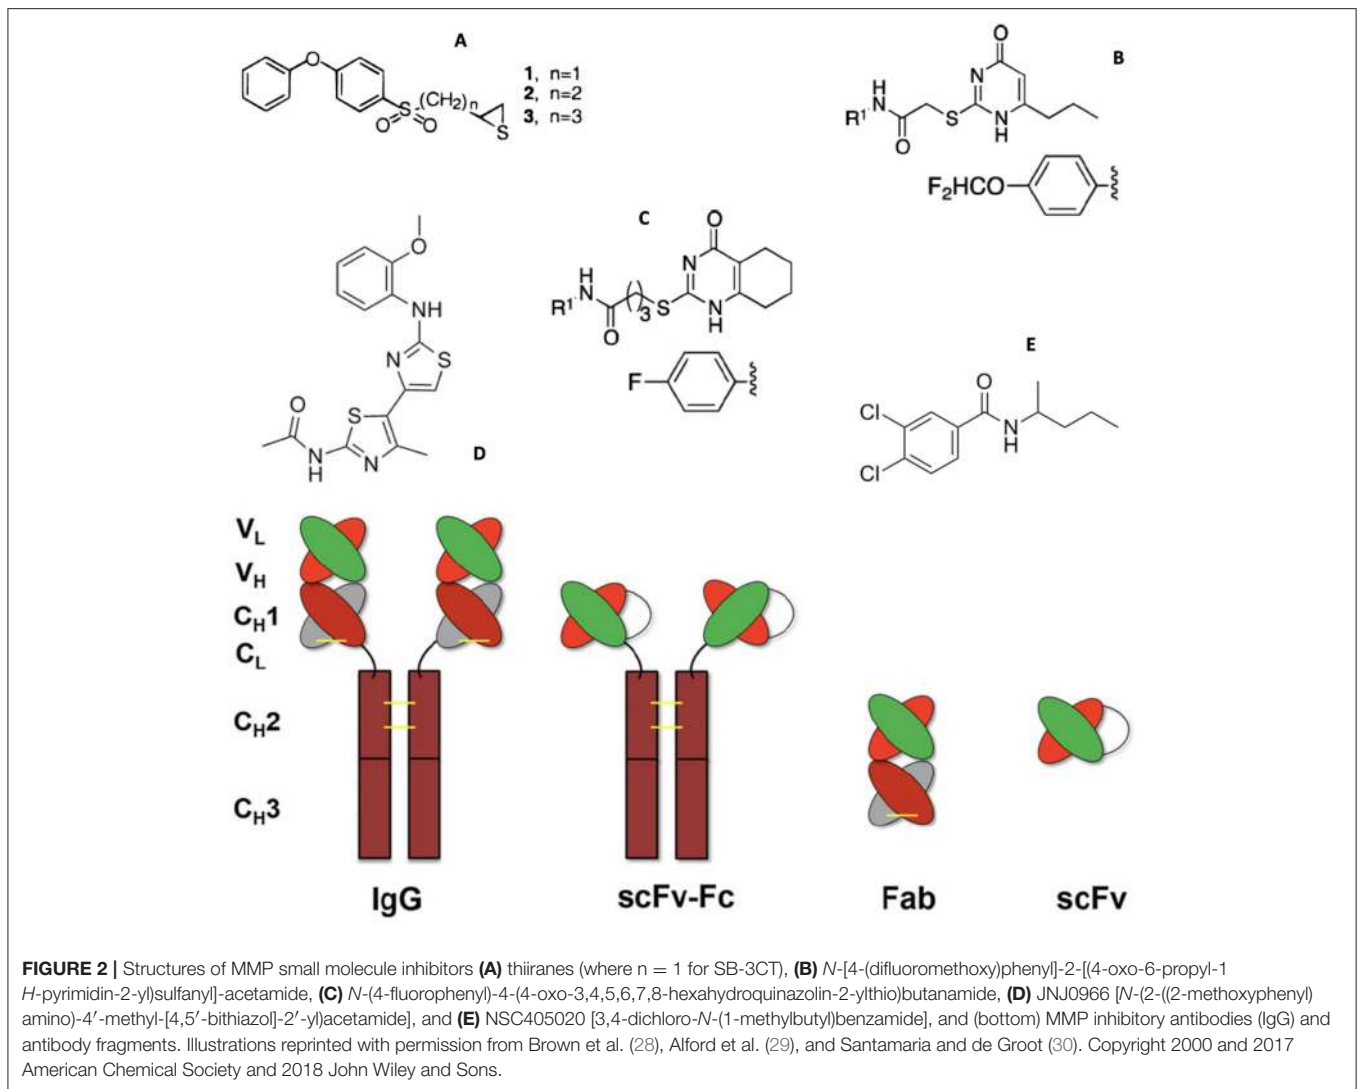 A
O
S
O
O
(CH2)n
S
1, n=1
2, n=2
3, n=3
B
O
N
H
N
R1
O
S
N
H
F2HCO
C
O
N
H
N
R1
O
( )3
S
N
H
F
O
NH
N
S
O
S
N
H
N
D
E
O
Cl
Cl
N
H
VL
VH
CH1
CL
CH2
CH3
IgG
scFv-Fc
Fab
scFv
FIGURE 2 | Structures of MMP small molecule inhibitors (A) thiiranes (where n = 1 for SB-3CT), (B) N-[4-(difluoromethoxy)phenyl]-2-[(4-oxo-6-propyl-1
H-pyrimidin-2-yl)sulfanyl]-acetamide, (C) N-(4-fluorophenyl)-4-(4-oxo-3,4,5,6,7,8-hexahydroquinazolin-2-ylthio)butanamide, (D) JNJ0966 [N-(2-((2-methoxyphenyl)
amino)-4′-methyl-[4,5′-bithiazol]-2′-yl)acetamide], and (E) NSC405020 [3,4-dichloro-N-(1-methylbutyl)benzamide], and (bottom) MMP inhibitory antibodies (IgG) and
antibody fragments. Illustrations reprinted with permission from Brown et al. (28), Alford et al. (29), and Santamaria and de Groot (30). Copyright 2000 and 2017
American Chemical Society and 2018 John Wiley and Sons.